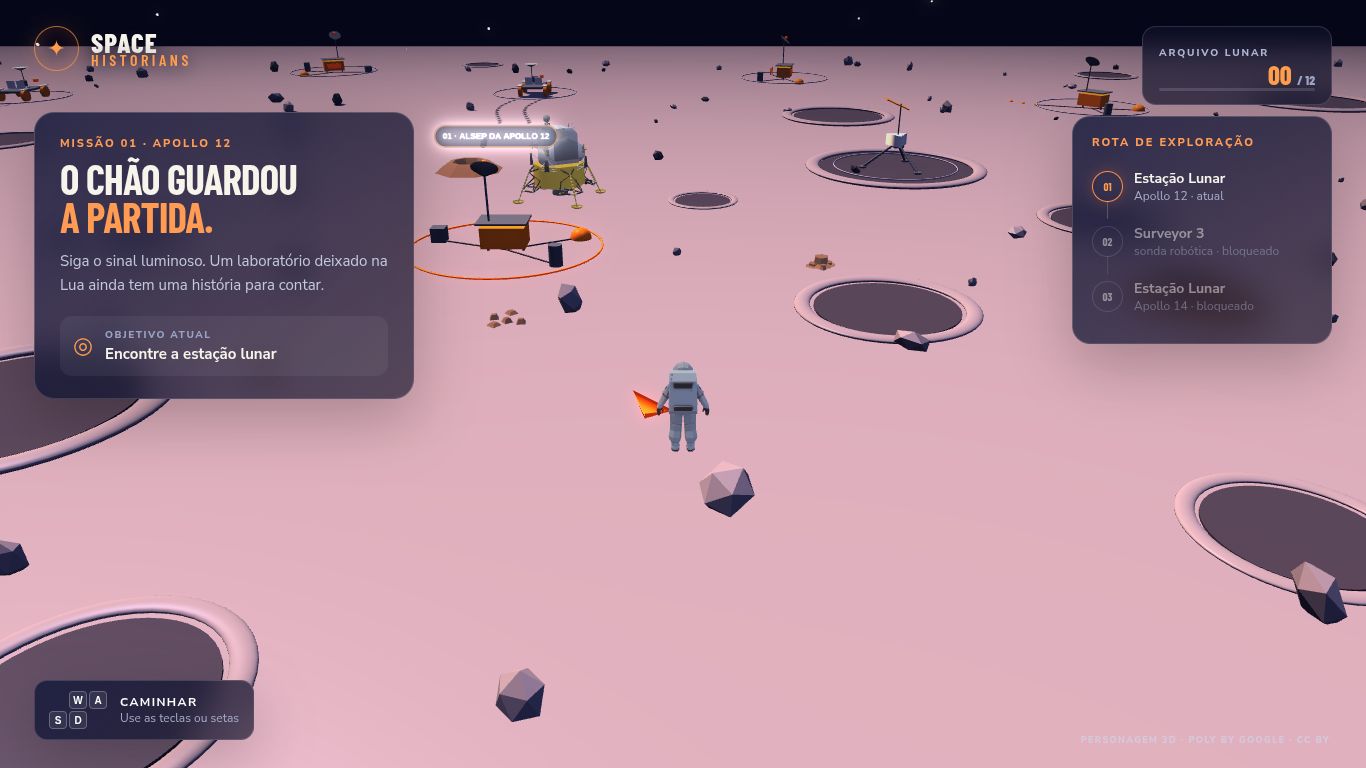 SPACE
HISTORIANS
MISSÃO 01 · APOLLO 12
O CHÃO GUARDOU
A PARTIDA.
Siga o sinal luminoso. Um laboratório deixado na
Lua ainda tem uma história para contar.
OBJETIVO ATUAL
Encontre a estação lunar
01 · ALSEP DA APOLLO 12
ARQUIVO LUNAR
00 / 12
ROTA DE EXPLORAÇÃO
01
Estação Lunar
Apollo 12 · atual
02
Surveyor 3
sonda robótica · bloqueado
03
Estação Lunar
Apollo 14 · bloqueado
W A
S D
CAMINHAR
Use as teclas ou setas
PERSONAGEM 3D · POLY BY GOOGLE · CC BY